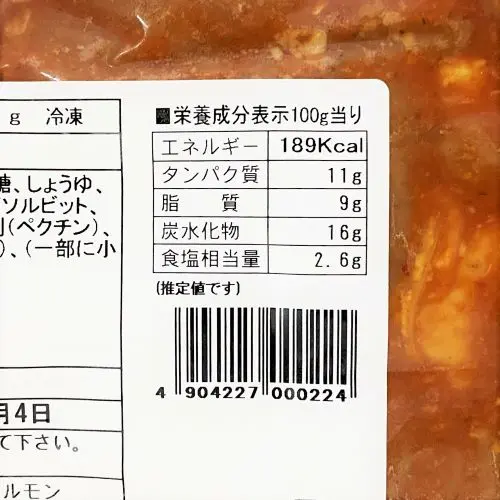 g 冷凍
糖、しょうゆ、
ソルビット、
(ペクチン)、
)、(一部に小
月4日
て下さい。
ルモン
■栄養成分表示100g当り
エネルギー 189Kcal
タンパク質 11g
脂 質 9g
炭水化物 16g
食塩相当量 2.6g
(推定値です)
4 904227 000224